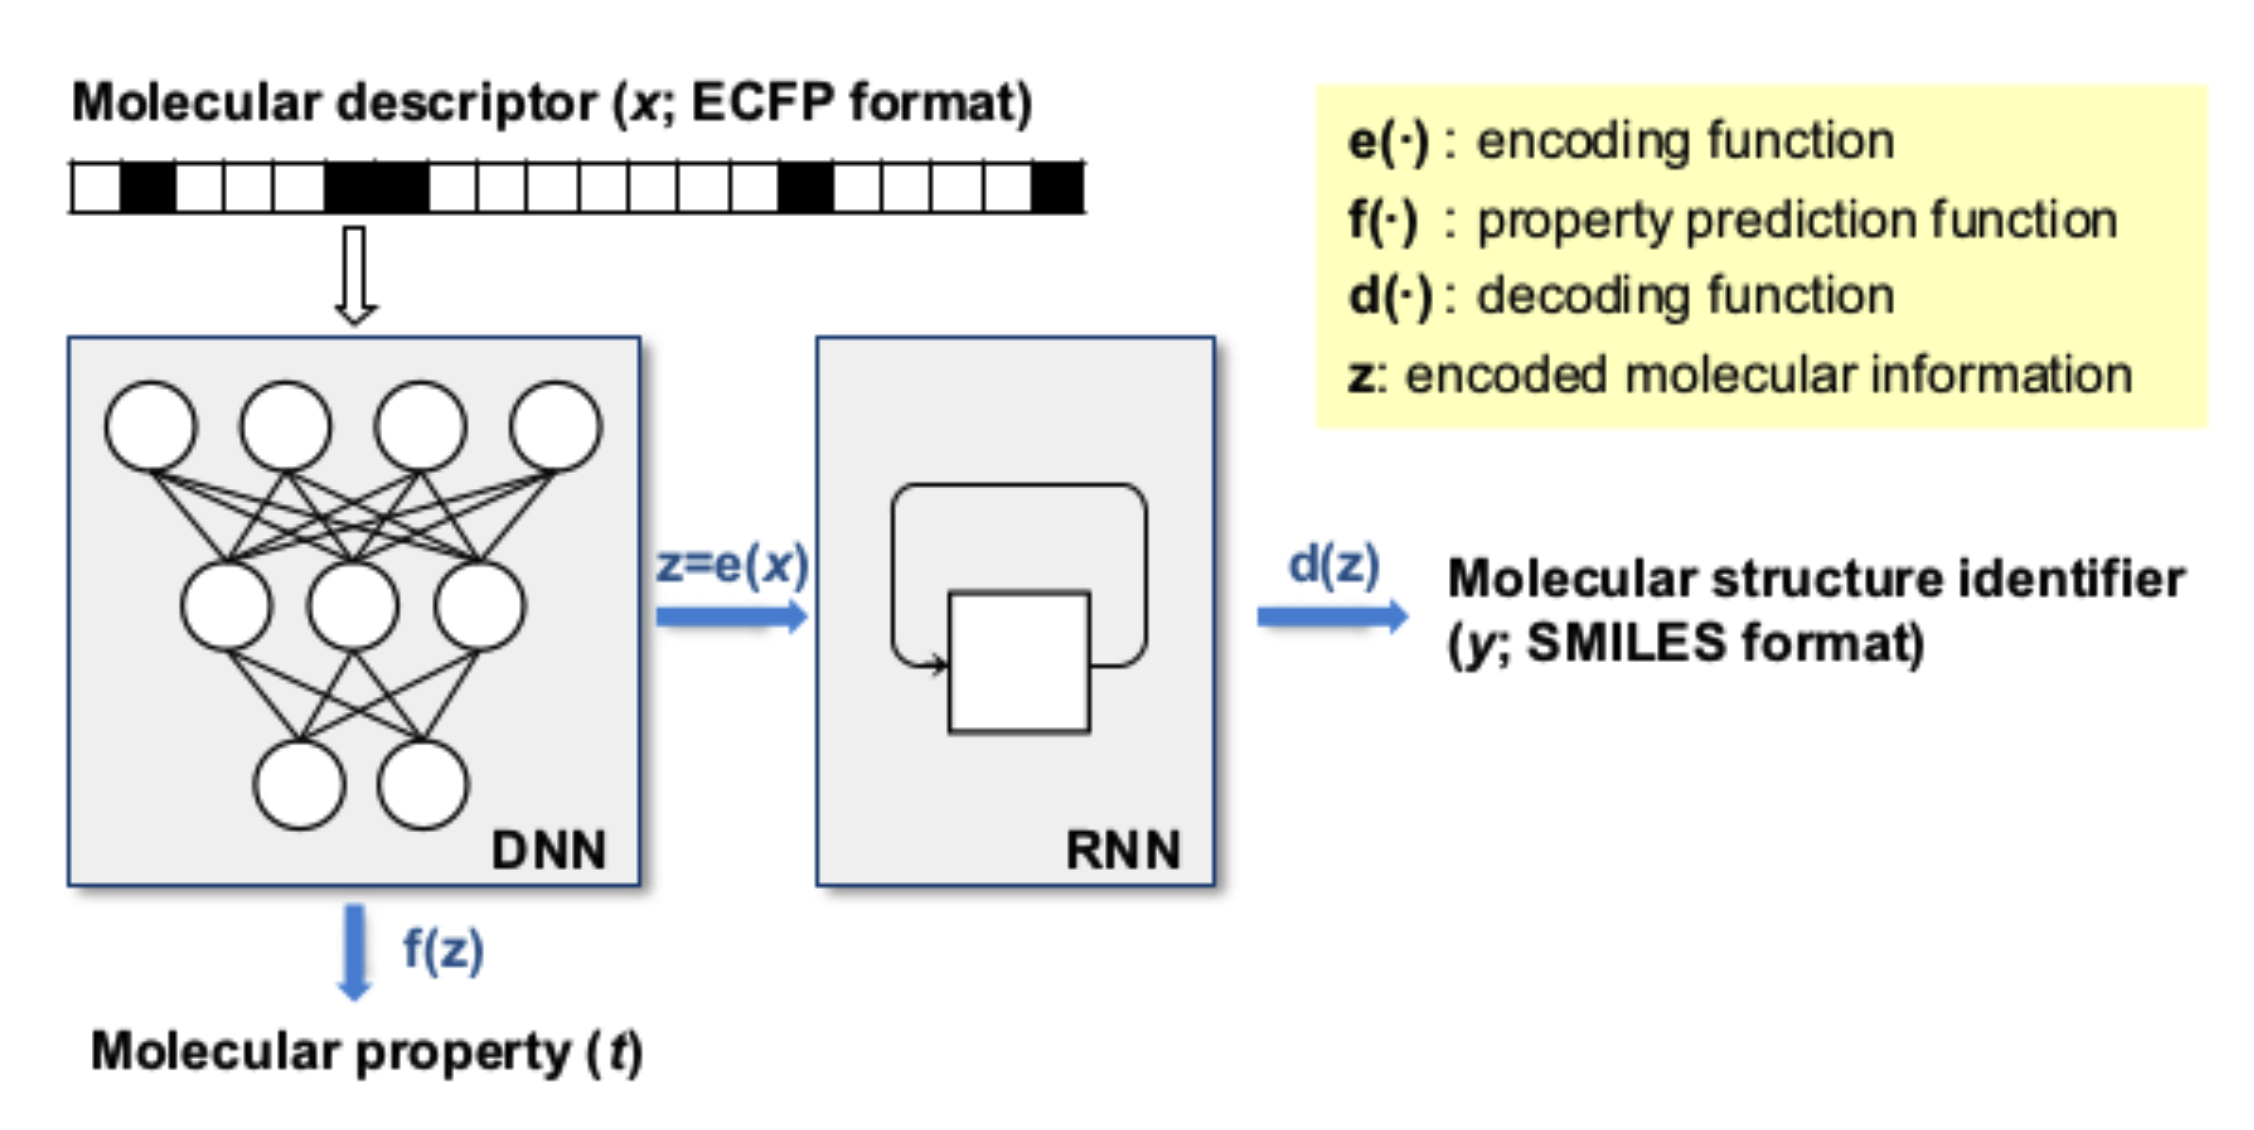 Molecular descriptor (x; ECFP format)
e(·) : encoding function
f(·) : property prediction function
d(·) : decoding function
z: encoded molecular information
z=e(x)
d(z)
Molecular structure identifier
(y; SMILES format)
DNN
RNN
f(z)
Molecular property (t)